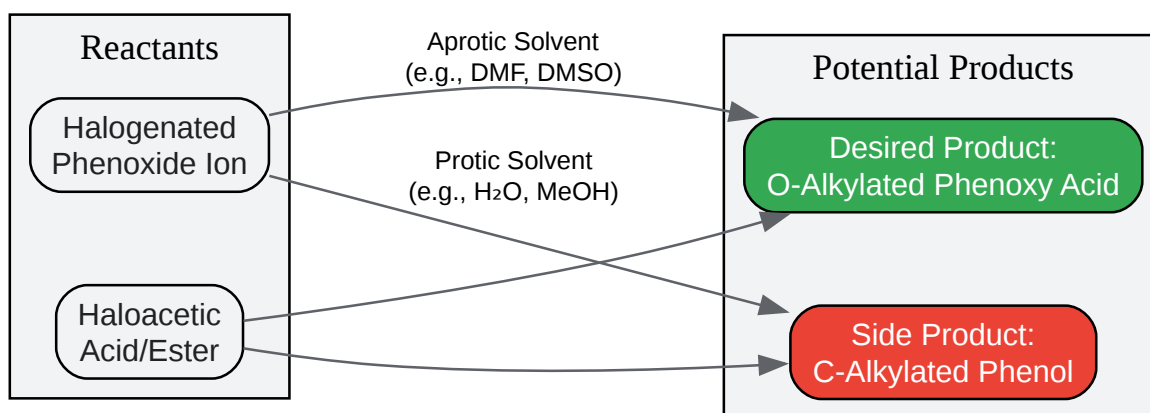 Reactants
Halogenated
Phenoxide Ion
Haloacetic
Acid/Ester
Aprotic Solvent
(e.g., DMF, DMSO)
Protic Solvent
(e.g., H₂O, MeOH)
Potential Products
Desired Product:
O-Alkylated Phenoxy Acid
Side Product:
C-Alkylated Phenol